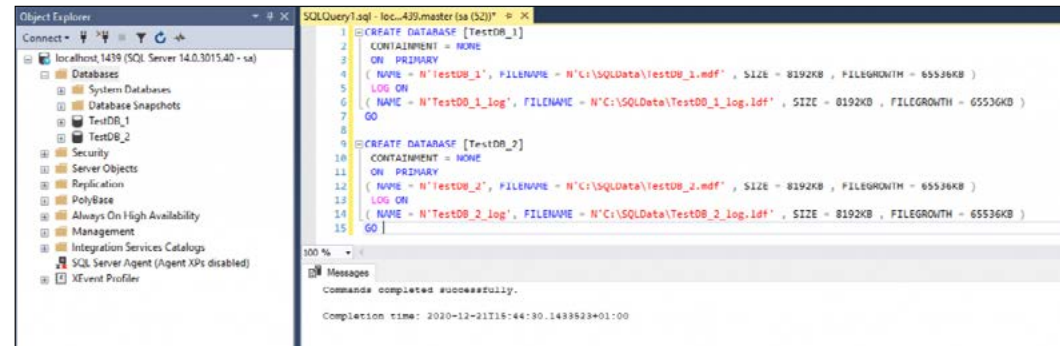 Object Explorer
Connect
localhost,1439 (SQL Server 14.0.3015.40 - sa)
Databases
System Databases
Database Snapshots
TestDB_1
TestDB_2
Security
Server Objects
Replication
PolyBase
Always On High Availability
Management
Integration Services Catalogs
SQL Server Agent (Agent XPs disabled)
XEvent Profiler
SQLQuery1.sql - loc...439.master (sa (52))*
1 CREATE DATABASE [TestDB_1]
2 CONTAINMENT = NONE
3 ON PRIMARY
4 ( NAME = N'TestDB_1', FILENAME = N'C:\SQLData\TestDB_1.mdf' , SIZE = 8192KB , FILEGROWTH = 65536KB )
5 LOG ON
6 ( NAME = N'TestDB_1_log', FILENAME = N'C:\SQLData\TestDB_1_log.ldf' , SIZE = 8192KB , FILEGROWTH = 65536KB )
7 GO
8
9 CREATE DATABASE [TestDB_2]
10 CONTAINMENT = NONE
11 ON PRIMARY
12 ( NAME = N'TestDB_2', FILENAME = N'C:\SQLData\TestDB_2.mdf' , SIZE = 8192KB , FILEGROWTH = 65536KB )
13 LOG ON
14 ( NAME = N'TestDB_2_log', FILENAME = N'C:\SQLData\TestDB_2_log.ldf' , SIZE = 8192KB , FILEGROWTH = 65536KB )
15 GO
100 %
Messages
Commands completed successfully.
Completion time: 2020-12-21T15:44:30.1433523+01:00